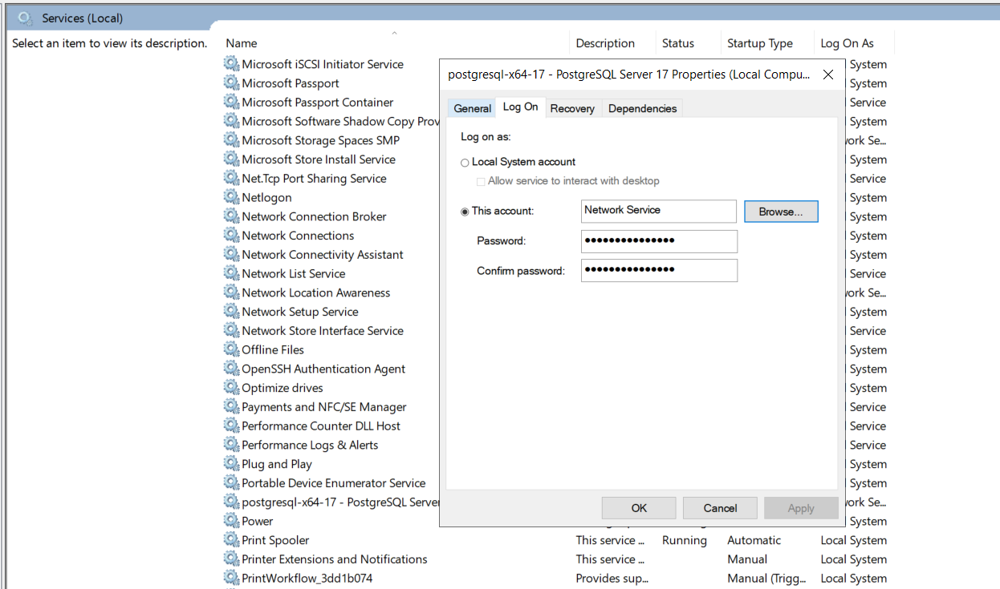 Services (Local)
Select an item to view its description.
Name Description Status Startup Type Log On As
Microsoft iSCSI Initiator Service System
Microsoft Passport System
Microsoft Passport Container Service
Microsoft Software Shadow Copy Prov System
Microsoft Storage Spaces SMP work Se...
Microsoft Store Install Service System
Net.Tcp Port Sharing Service Service
Netlogon System
Network Connection Broker System
Network Connections System
Network Connectivity Assistant System
Network List Service Service
Network Location Awareness work Se...
Network Setup Service System
Network Store Interface Service Service
Offline Files System
OpenSSH Authentication Agent System
Optimize drives System
Payments and NFC/SE Manager Service
Performance Counter DLL Host Service
Performance Logs & Alerts Service
Plug and Play System
Portable Device Enumerator Service System
postgresql-x64-17 - PostgreSQL Server work Se...
Power System
Print Spooler This service ... Running Automatic Local System
Printer Extensions and Notifications This service ... Manual Local System
PrintWorkflow_3dd1b074 Provides sup... Manual (Trigg... Local System
postgresql-x64-17 - PostgreSQL Server 17 Properties (Local Compu...
General Log On Recovery Dependencies
Log on as:
Local System account
Allow service to interact with desktop
This account: Network Service Browse...
Password: •••••••••••••••
Confirm password: •••••••••••••••
OK Cancel Apply